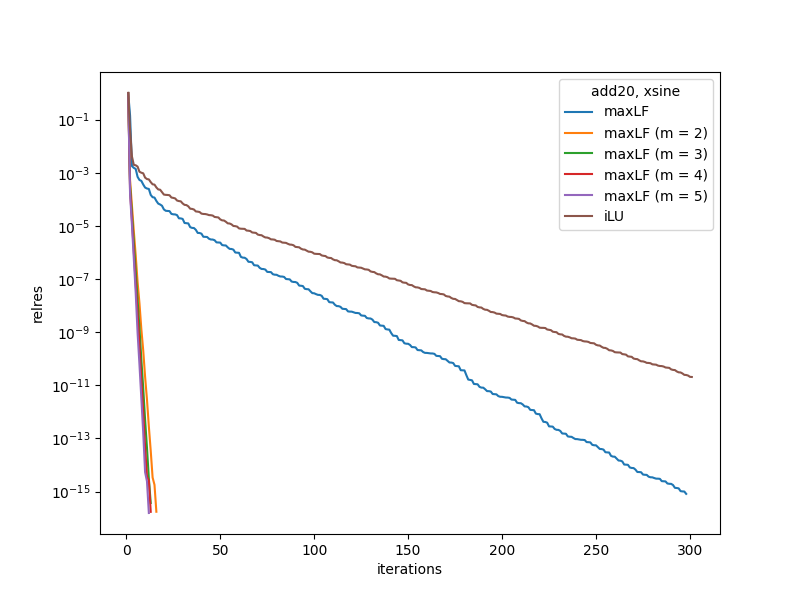 add20, xsine
maxLF
maxLF (m = 2)
maxLF (m = 3)
maxLF (m = 4)
maxLF (m = 5)
iLU
relres
10⁻¹
10⁻³
10⁻⁵
10⁻⁷
10⁻⁹
10⁻¹¹
10⁻¹³
10⁻¹⁵
0 50 100 150 200 250 300
iterations